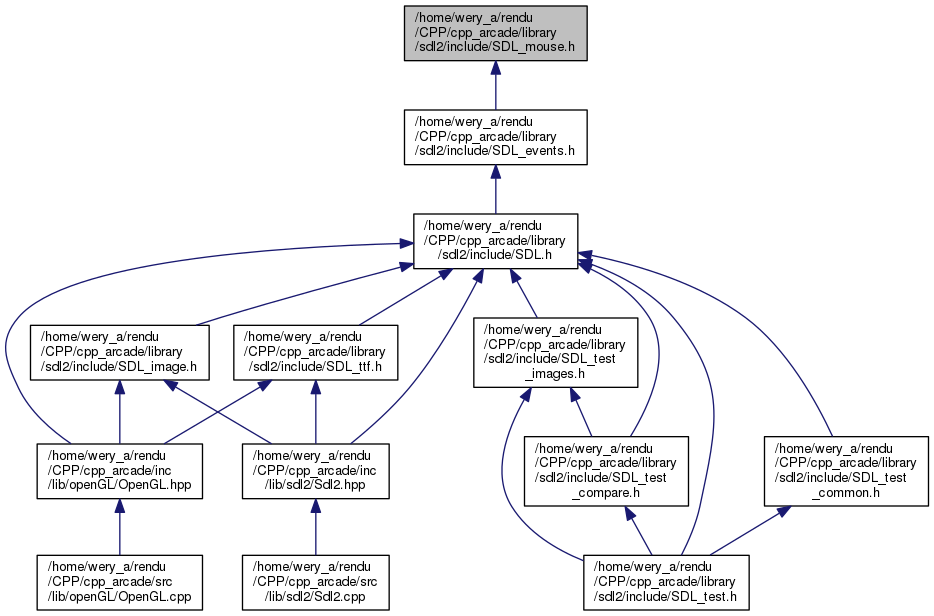 /home/wery_a/rendu
/CPP/cpp_arcade/library
/sdl2/include/SDL_mouse.h
/home/wery_a/rendu
/CPP/cpp_arcade/library
/sdl2/include/SDL_events.h
/home/wery_a/rendu
/CPP/cpp_arcade/library
/sdl2/include/SDL.h
/home/wery_a/rendu
/CPP/cpp_arcade/library
/sdl2/include/SDL_image.h
/home/wery_a/rendu
/CPP/cpp_arcade/library
/sdl2/include/SDL_ttf.h
/home/wery_a/rendu
/CPP/cpp_arcade/library
/sdl2/include/SDL_test
_images.h
/home/wery_a/rendu
/CPP/cpp_arcade/inc
/lib/openGL/OpenGL.hpp
/home/wery_a/rendu
/CPP/cpp_arcade/inc
/lib/sdl2/Sdl2.hpp
/home/wery_a/rendu
/CPP/cpp_arcade/library
/sdl2/include/SDL_test
_compare.h
/home/wery_a/rendu
/CPP/cpp_arcade/library
/sdl2/include/SDL_test
_common.h
/home/wery_a/rendu
/CPP/cpp_arcade/src
/lib/openGL/OpenGL.cpp
/home/wery_a/rendu
/CPP/cpp_arcade/src
/lib/sdl2/Sdl2.cpp
/home/wery_a/rendu
/CPP/cpp_arcade/library
/sdl2/include/SDL_test.h